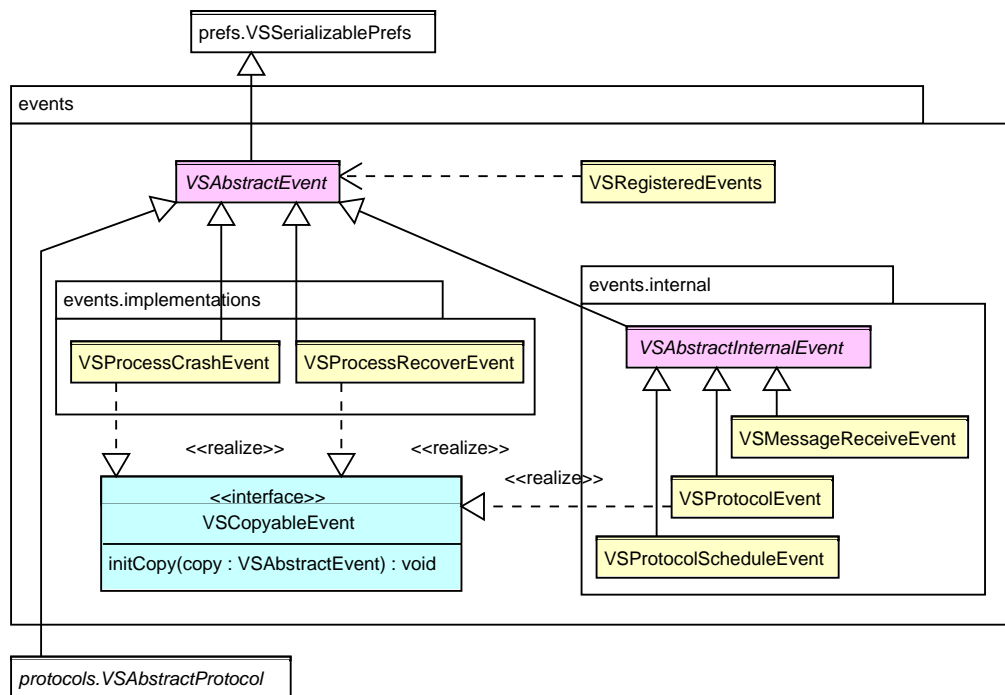 prefs.VSSerializablePrefs
events
VSAbstractEvent
VSRegisteredEvents
events.implementations
events.internal
VSProcessCrashEvent
VSProcessRecoverEvent
VSAbstractInternalEvent
VSMessageReceiveEvent
<<realize>>
<<realize>>
<<realize>>
<<interface>>
VSCopyableEvent
VSProtocolEvent
initCopy(copy : VSAbstractEvent) : void
VSProtocolScheduleEvent
protocols.VSAbstractProtocol